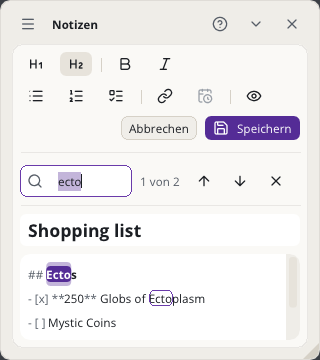 Notizen
H1 H2 B I
Abbrechen Speichern
ecto 1 von 2
Shopping list
## Ectos
- [x] **250** Globs of Ectoplasm
- [ ] Mystic Coins